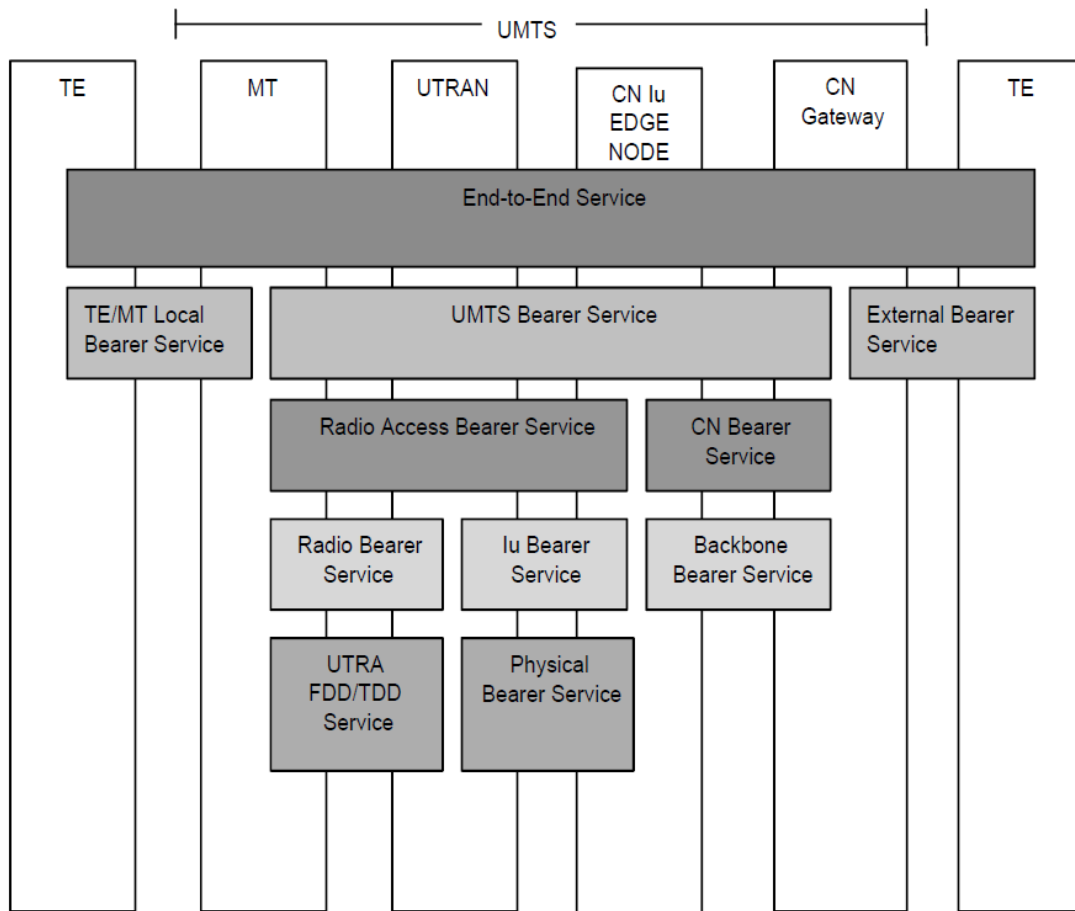 UMTS
TE
MT
UTRAN
CN Iu
EDGE
NODE
CN
Gateway
TE
End-to-End Service
TE/MT Local
Bearer Service
UMTS Bearer Service
External Bearer
Service
Radio Access Bearer Service
CN Bearer
Service
Radio Bearer
Service
Iu Bearer
Service
Backbone
Bearer Service
UTRA
FDD/TDD
Service
Physical
Bearer Service